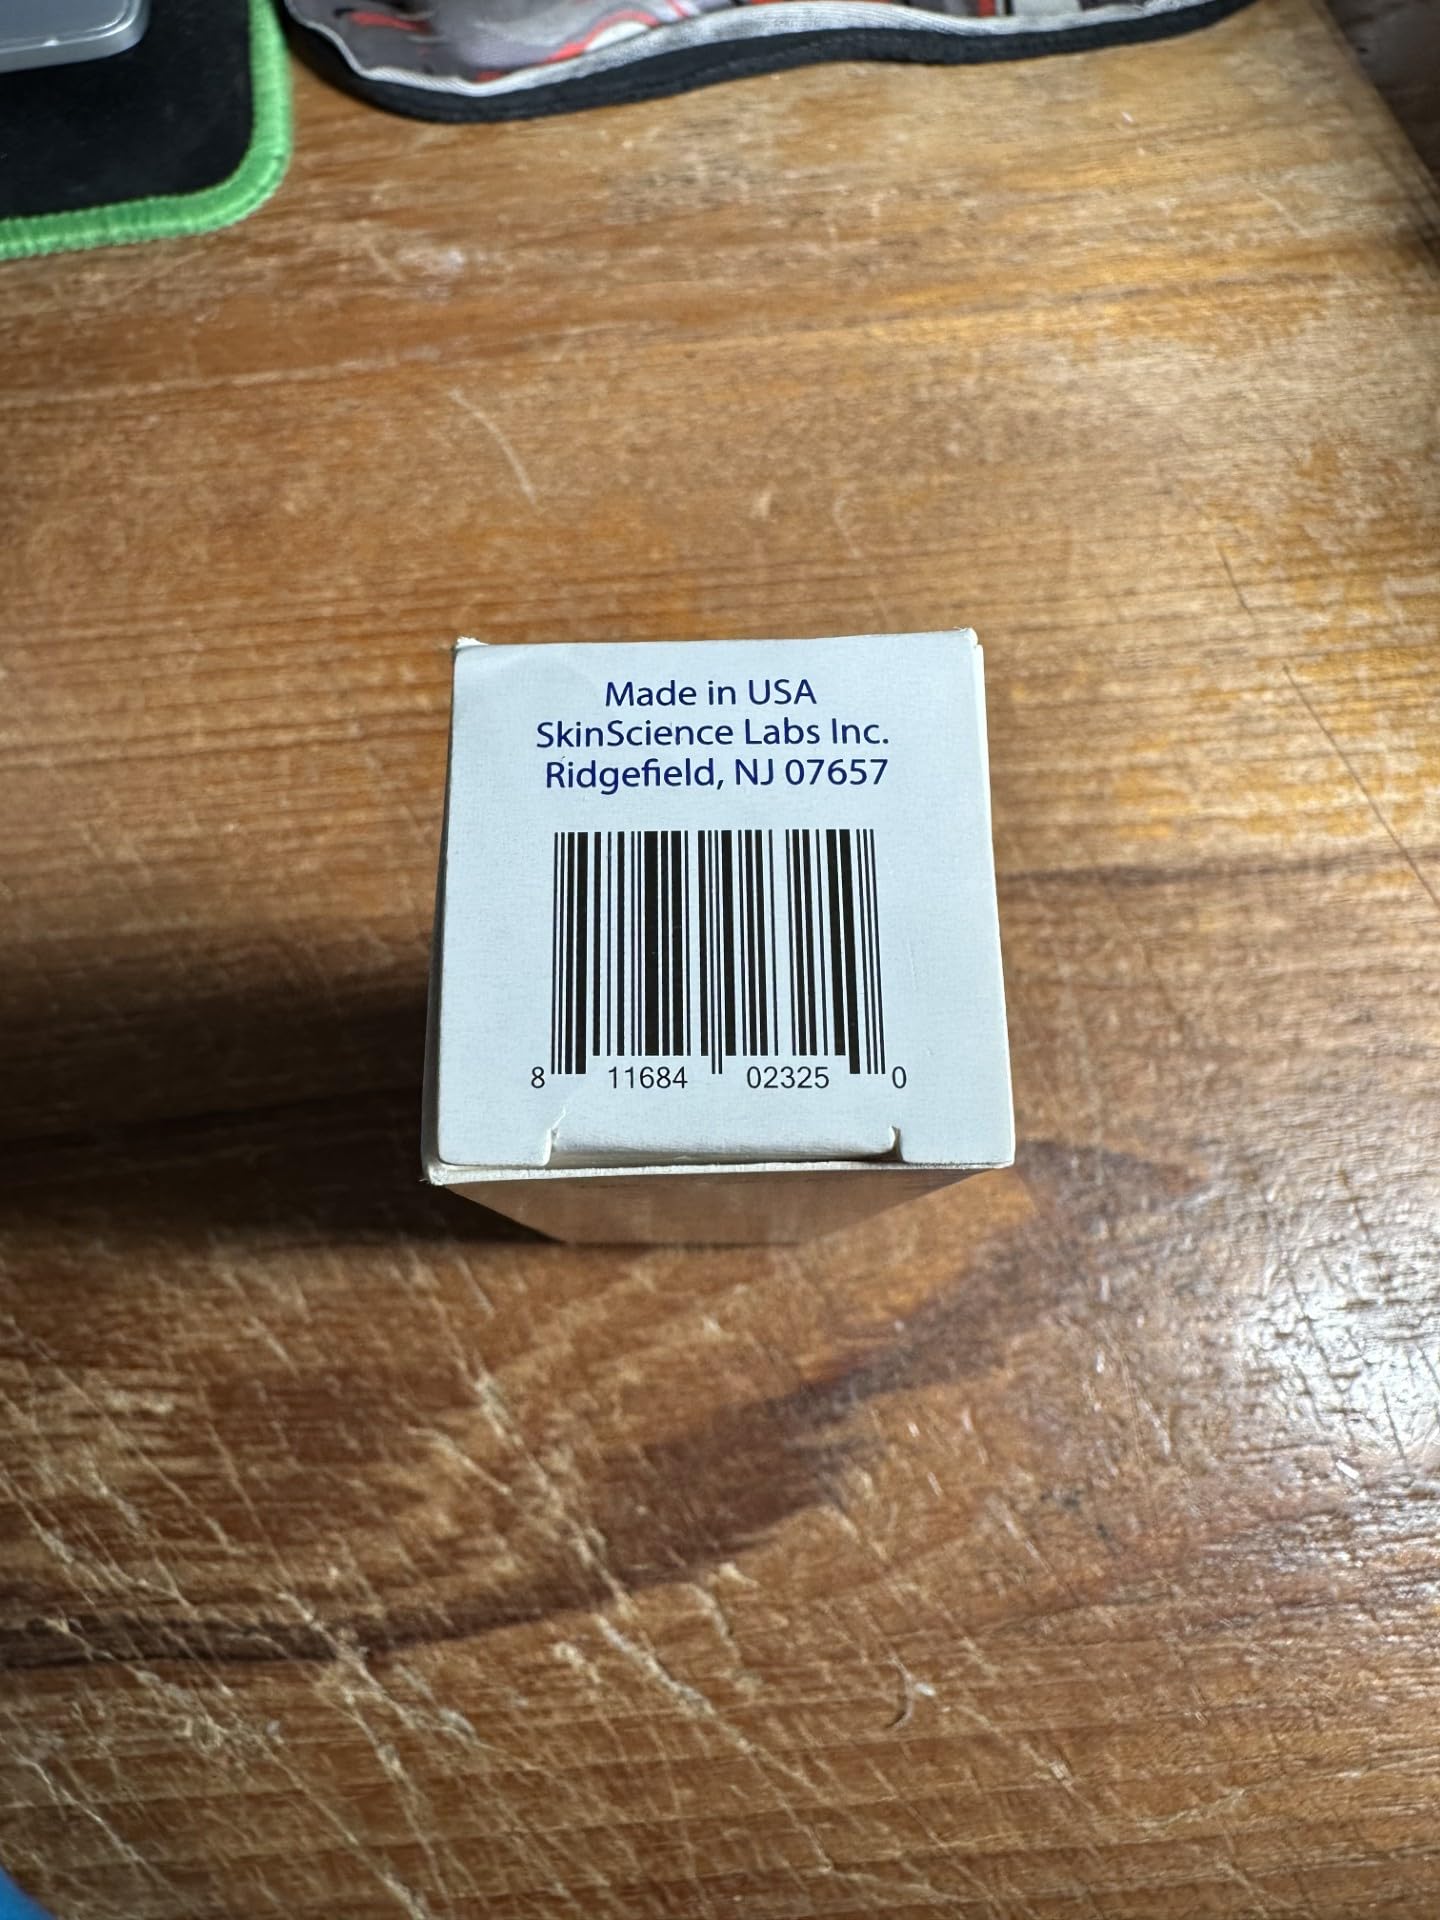 Made in USA
SkinScience Labs Inc.
Ridgefield, NJ 07657
8 11684 02325 0